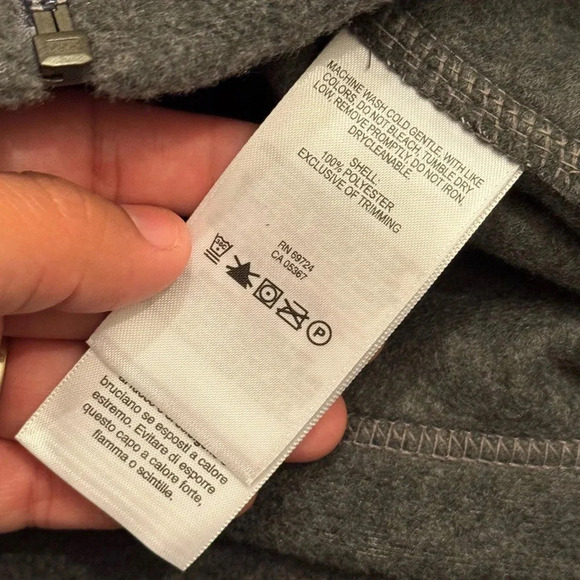 MACHINE WASH COLD GENTLE, WITH LIKE
COLORS, DO NOT BLEACH, TUMBLE DRY
LOW, REMOVE PROMPTLY, DO NOT IRON,
DRYCLEANABLE.
SHELL:
100% POLYESTER
EXCLUSIVE OF TRIMMING
RN 69724
CA 05367
P
bruciano se esposti a calore
estremo. Evitare di esporre
questo capo a calore forte,
fiamma o scintille.